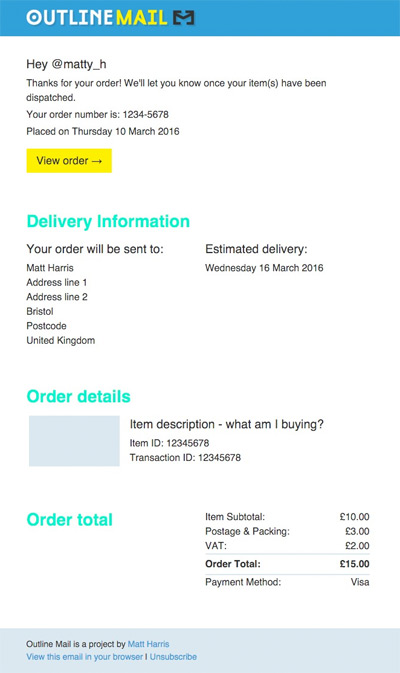 OUTLINEMAIL
Hey @matty_h
Thanks for your order! We'll let you know once your item(s) have been
dispatched.
Your order number is: 1234-5678
Placed on Thursday 10 March 2016
View order →
Delivery Information
Your order will be sent to:
Matt Harris
Address line 1
Address line 2
Bristol
Postcode
United Kingdom
Estimated delivery:
Wednesday 16 March 2016
Order details
Item description - what am I buying?
Item ID: 12345678
Transaction ID: 12345678
Order total
Item Subtotal: £10.00
Postage & Packing: £3.00
VAT: £2.00
Order Total: £15.00
Payment Method: Visa
Outline Mail is a project by Matt Harris
View this email in your browser | Unsubscribe